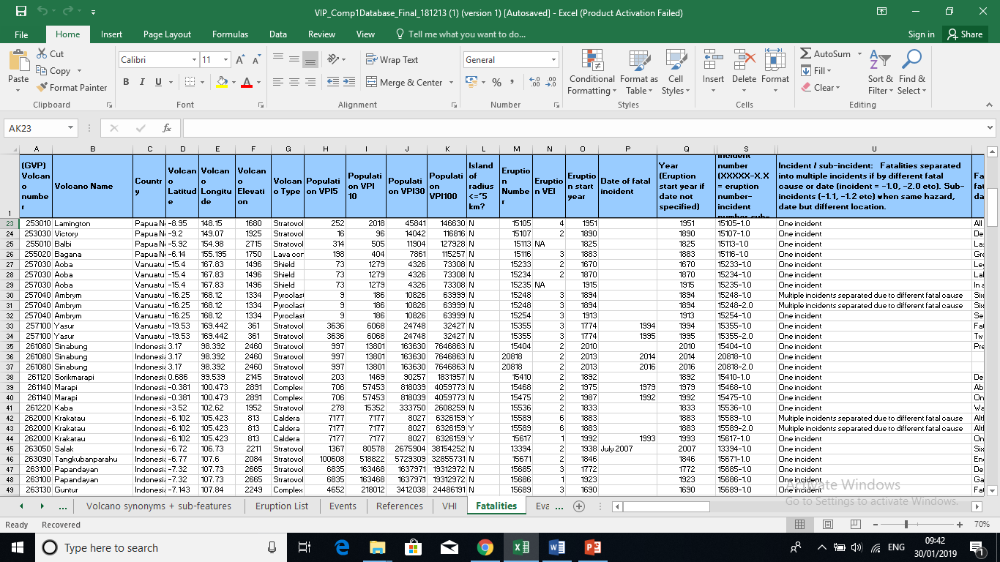 VIP_Comp1Database_Final_181213 (1) (version 1) [Autosaved] - Excel (Product Activation Failed)
File Home Insert Page Layout Formulas Data Review View Tell me what you want to do... Sign in Share
Cut
Copy
Format Painter
Paste
Clipboard
Calibri 11
B I U
Font
Wrap Text
Merge & Center
Alignment
General
Number
Conditional Formatting
Format as Table
Cell Styles
Styles
Insert Delete Format
Cells
AutoSum
Fill
Clear
Sort & Filter
Find & Select
Editing
AK23
fx
A B C D E F G H I J K L M N O P Q R S U
(GVP) Volcan o numbe r
Volcano Name
Countr y
Volcan o Latitud e
Volcan o Longitu de
Volcan o Elevati on
Volcan o Type
Populati on VPI5
Populati on VPI 10
Populati on VPI30
Populati on VPI100
Island of radius <=~5 km?
Eruptio n Numbe r
Eruptio n VEI
Eruptio n start year
Date of fatal incident
Year (Eruption start year if date not specified)
incident number (XXXXX-X.X = eruption number-incident number.sub-
Incident / sub-incident: Fatalities separated into multiple incidents if by different fatal cause or date (incident = -1.0, -2.0 etc). Sub-incidents (-1.1, -1.2 etc) when same hazard, date but different location.
1
23 253010 Lamington Papua N -8.95 148.15 1680 Stratovol 252 2018 45841 146630 N 15105 4 1951 1951 15105-1.0 One incident All
24 253030 Victory Papua N -9.2 149.07 1925 Stratovol 16 96 14042 116816 N 15107 2 1890 1890 15107-1.0 One incident De
25 255010 Balbi Papua N -5.92 154.98 2715 Stratovol 314 505 11904 127928 N 15113 NA 1825 1825 15113-1.0 One incident La
26 255020 Bagana Papua N -6.14 155.195 1750 Lava cor 198 404 7861 115257 N 15116 3 1883 1883 15116-1.0 One incident Gr
27 257030 Aoba Vanuatu -15.4 167.83 1496 Shield 73 1279 4326 73308 N 15233 2 1670 1670 15233-1.0 One incident Le
28 257030 Aoba Vanuatu -15.4 167.83 1496 Shield 73 1279 4326 73308 N 15234 2 1870 1870 15234-1.0 One incident Lal
29 257030 Aoba Vanuatu -15.4 167.83 1496 Shield 73 1279 4326 73308 N 15235 NA 1915 1915 15235-1.0 One incident In a
30 257040 Ambrym Vanuatu -16.25 168.12 1334 Pyroclast 9 186 10826 63999 N 15248 3 1894 1894 15248-1.0 Multiple incidents separated due to different fatal cause Six
31 257040 Ambrym Vanuatu -16.25 168.12 1334 Pyroclast 9 186 10826 63999 N 15248 3 1894 1894 15248-2.0 Multiple incidents separated due to different fatal cause Six
32 257040 Ambrym Vanuatu -16.25 168.12 1334 Pyroclast 9 186 10826 63999 N 15254 3 1913 1913 15254-1.0 One incident Se
33 257100 Yasur Vanuatu -19.53 169.442 361 Stratovol 3636 6068 24748 32427 N 15355 3 1774 1994 1994 15355-1.0 One incident Fat
34 257100 Yasur Vanuatu -19.53 169.442 361 Stratovol 3636 6068 24748 32427 N 15355 3 1774 1995 1995 15355-2.0 One incident Tw
35 261080 Sinabung Indonesi 3.17 98.392 2460 Stratovol 997 13801 163630 7646863 N 15404 2 2010 2010 15404-1.0 One incident Pre
36 261080 Sinabung Indonesi 3.17 98.392 2460 Stratovol 997 13801 163630 7646863 N 20818 2 2013 2014 2014 20818-1.0 One incident
37 261080 Sinabung Indonesi 3.17 98.392 2460 Stratovol 997 13801 163630 7646863 N 20818 2 2013 2016 2016 20818-2.0 One incident
38 261120 Sorikmarapi Indonesi 0.686 99.539 2145 Stratovol 203 1469 90257 1831957 N 15410 2 1892 1892 15410-1.0 One incident De
39 261140 Marapi Indonesi -0.381 100.473 2891 Complex 706 57453 818039 4059773 N 15468 2 1975 1979 1979 15468-1.0 One incident Ab
40 261140 Marapi Indonesi -0.381 100.473 2891 Complex 706 57453 818039 4059773 N 15475 2 1987 1992 1992 15475-1.0 One incident On
41 261220 Kaba Indonesi -3.52 102.62 1952 Stratovol 278 15352 333750 2608259 N 15536 2 1833 1833 15536-1.0 One incident Wa
42 262000 Krakatau Indonesi -6.102 105.423 813 Caldera 7177 7177 8027 6326159 Y 15589 6 1883 1883 15589-1.0 Multiple incidents separated due to different fatal cause Alt
43 262000 Krakatau Indonesi -6.102 105.423 813 Caldera 7177 7177 8027 6326159 Y 15589 6 1883 1883 15589-2.0 Multiple incidents separated due to different fatal cause Alt
44 262000 Krakatau Indonesi -6.102 105.423 813 Caldera 7177 7177 8027 6326159 Y 15617 1 1992 1993 1993 15617-1.0 One incident On
45 263050 Salak Indonesi -6.72 106.73 2211 Stratovol 1367 80578 2675904 38154252 N 13394 2 1938 July 2007 2007 13394-1.0 One incident Six
46 263090 Tangkubanparahu Indonesi -6.77 107.6 2084 Stratovol 100608 518822 5729309 32855731 N 15671 2 1846 1846 15671-1.0 One incident En
47 263100 Papandayan Indonesi -7.32 107.73 2665 Stratovol 6835 163468 1637971 19312972 N 15685 3 1772 1772 15685-1.0 One incident De
48 263100 Papandayan Indonesi -7.32 107.73 2665 Stratovol 6835 163468 1637971 19312972 N 15686 1 1923 1923 15686-1.0 One incident Ga
49 263130 Guntur Indonesi -7.143 107.84 2249 Complex 4652 218012 3412038 24486191 N 15689 3 1690 1690 15689-1.0 One incident Fat
Activate Windows
Go to Settings to activate Windows.
... Volcano synonyms + sub-features Eruption List Events References VHI Fatalities Eva ...
Ready Recovered 70%
Type here to search
ENG
09:42
30/01/2019
1